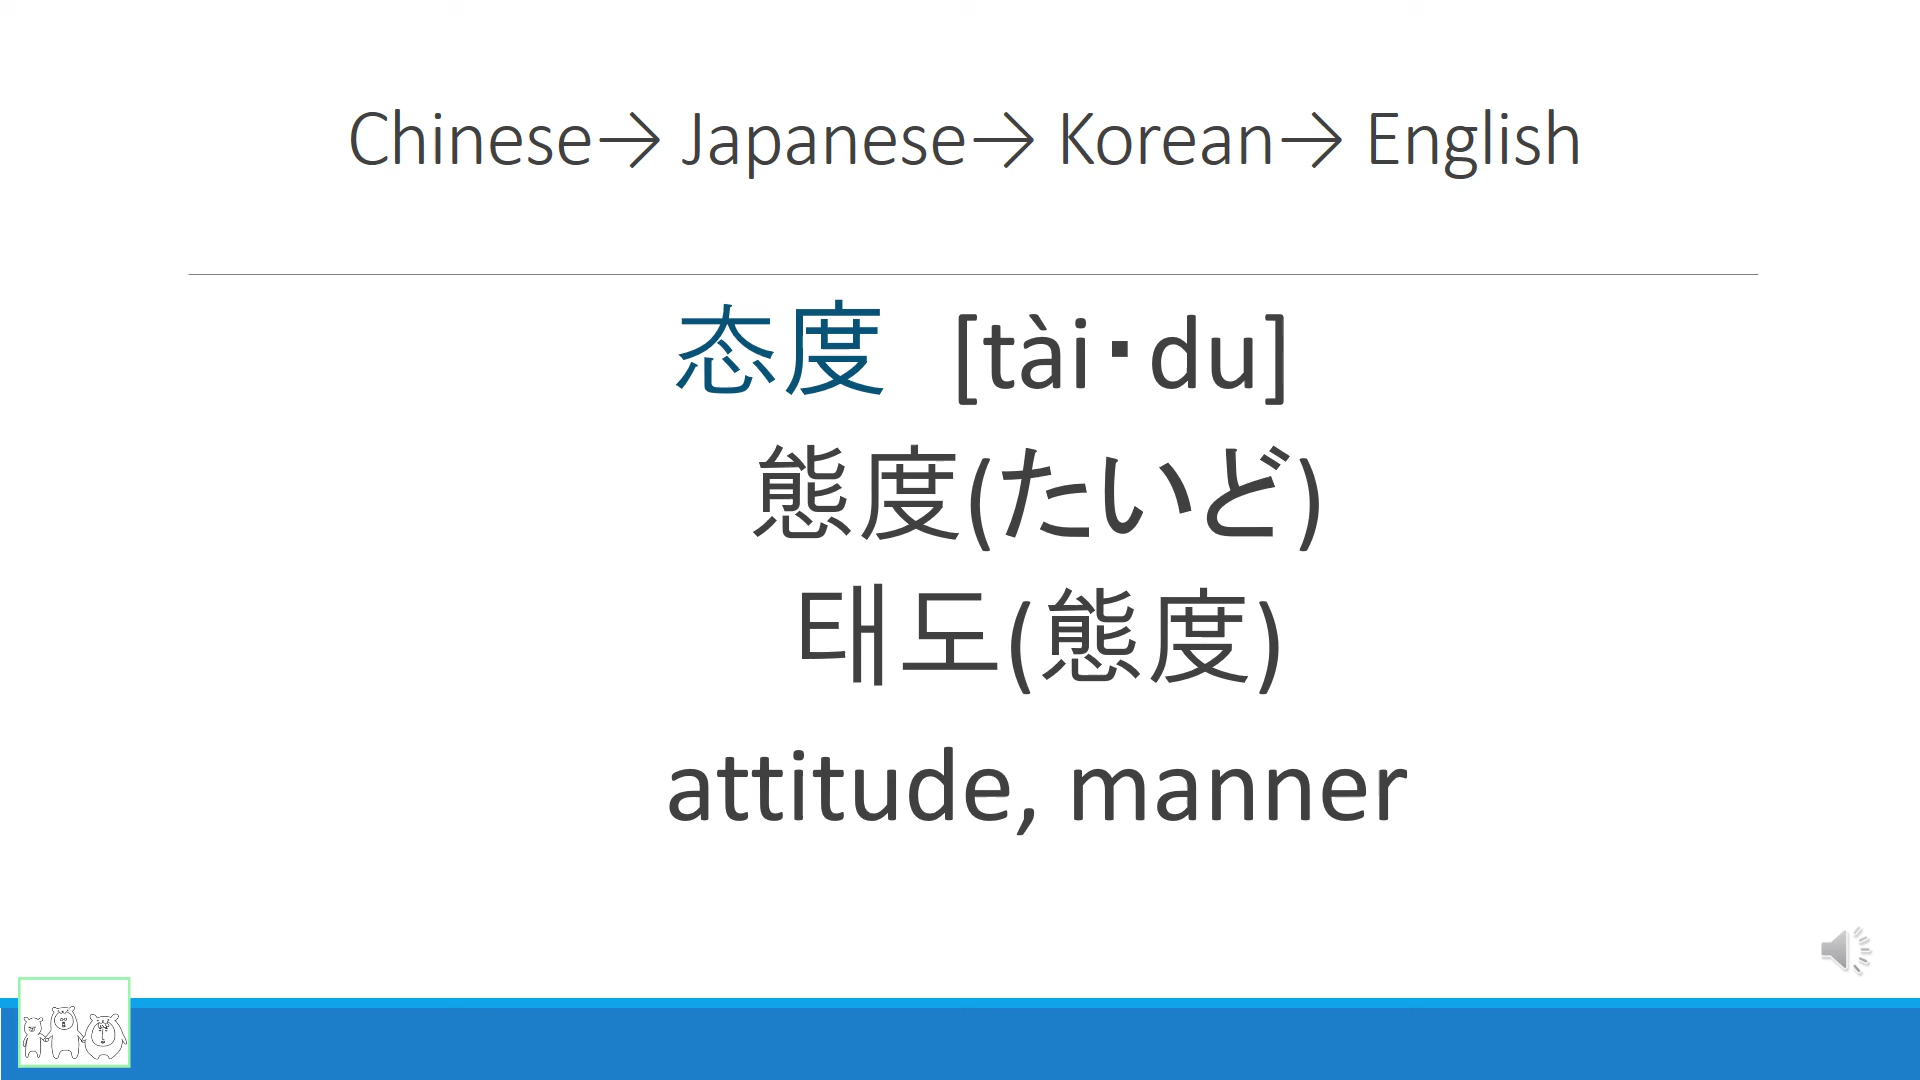 Chinese→ Japanese→ Korean→ English
态度 [tài·du]
態度(たいど)
태도(態度)
attitude, manner